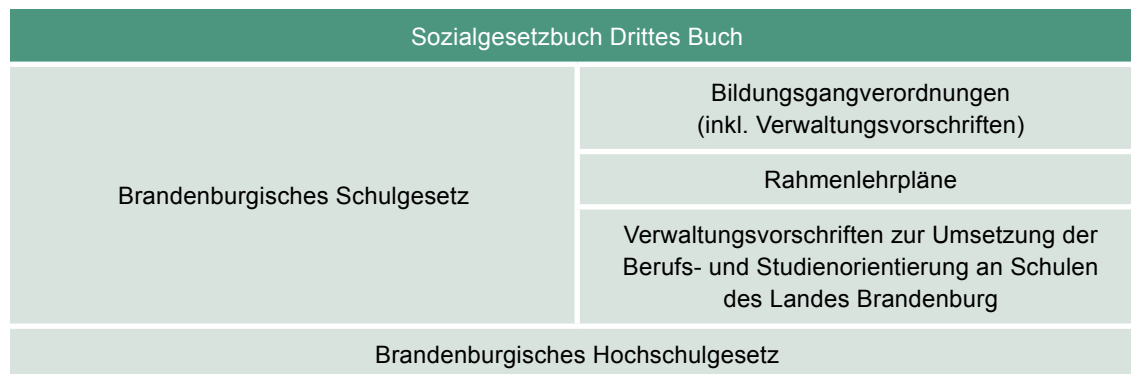 Sozialgesetzbuch Drittes Buch
Brandenburgisches Schulgesetz
Bildungsgangverordnungen
(inkl. Verwaltungsvorschriften)
Rahmenlehrpläne
Verwaltungsvorschriften zur Umsetzung der
Berufs- und Studienorientierung an Schulen
des Landes Brandenburg
Brandenburgisches Hochschulgesetz